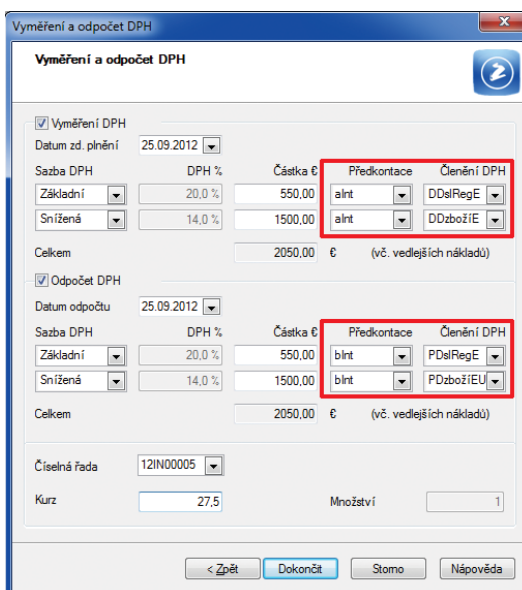 Vyměření a odpočet DPH
Vyměření a odpočet DPH
Vyměření DPH
Datum zd. plnění 25.09.2012
Sazba DPH DPH % Částka € Předkontace Členění DPH
Základní 20,0 % 550,00 aInt DDslRegE
Snížená 14,0 % 1500,00 aInt DDzbožíE
Celkem 2050,00 € (vč. vedlejších nákladů)
Odpočet DPH
Datum odpočtu 25.09.2012
Sazba DPH DPH % Částka € Předkontace Členění DPH
Základní 20,0 % 550,00 bInt PDslRegE
Snížená 14,0 % 1500,00 bInt PDzbožíEU
Celkem 2050,00 € (vč. vedlejších nákladů)
Číselná řada 12IN00005
Kurz 27,5 Množství 1
< Zpět Dokončit Storno Nápověda